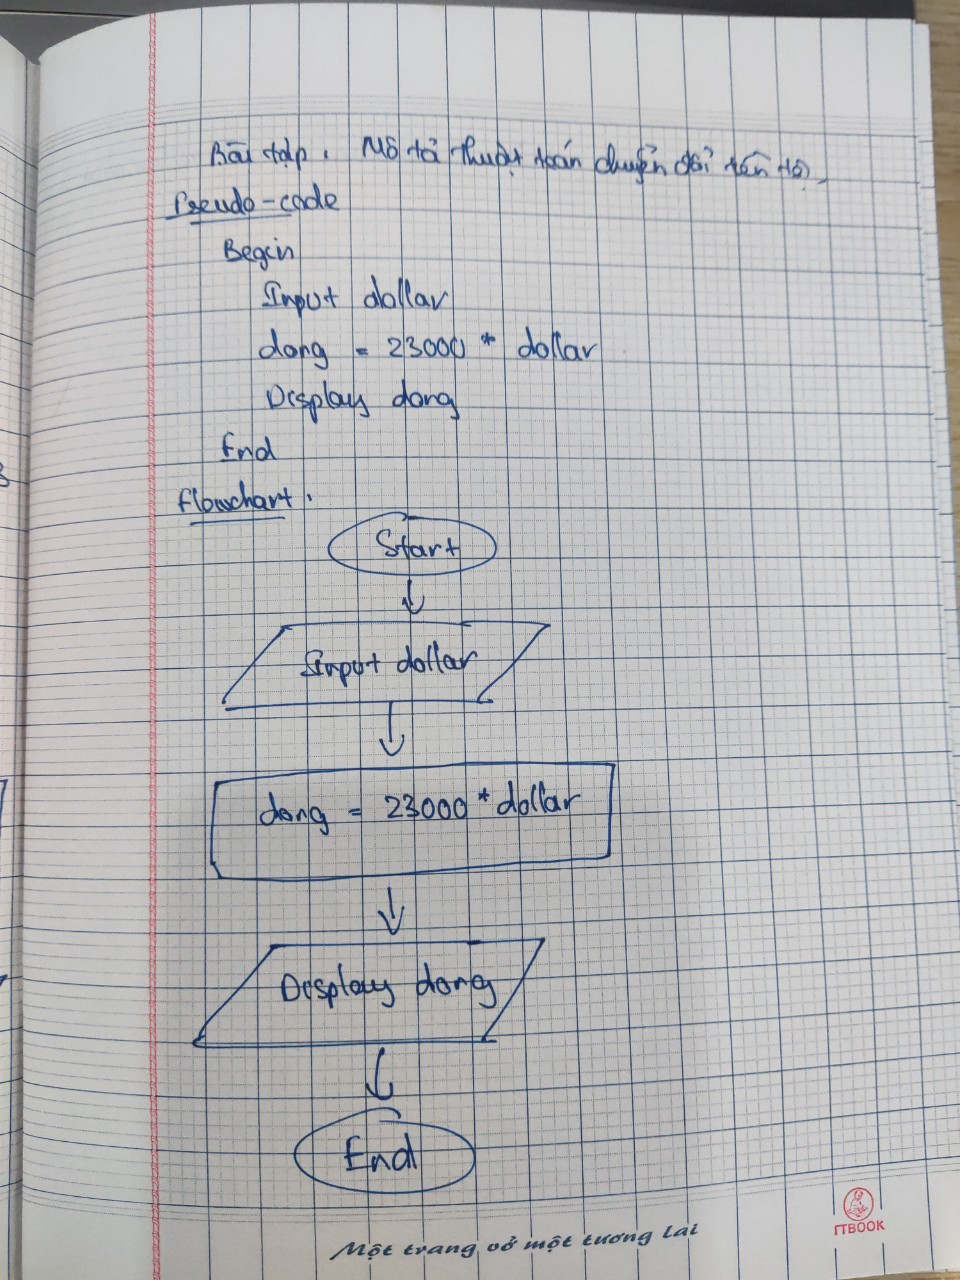 Bài tập. Mô tả thuật toán chuyển đổi tiền tệ.
Pseudo-code
Begin
Input dollar
dong = 23000 * dollar
Display dong
End
Flowchart.
Start
Input dollar
dong = 23000 * dollar
Display dong
End
Một trang vở một tương lai
ITBOOK